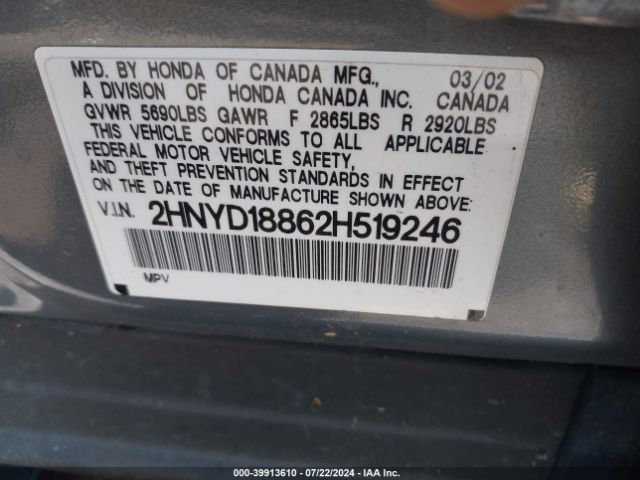 MFD. BY HONDA OF CANADA MFG., 03/02
A DIVISION OF HONDA CANADA INC. CANADA
GVWR 5690LBS GAWR F 2865LBS R 2920LBS
THIS VEHICLE CONFORMS TO ALL APPLICABLE
FEDERAL MOTOR VEHICLE SAFETY,
AND THEFT PREVENTION STANDARDS IN EFFECT
ON THE DATE OF MANUFACTURE SHOWN ABOVE.
V.I.N. 2HNYD18862H519246
MPV
000-39913610 | 07/22/2024 | IAA Inc.